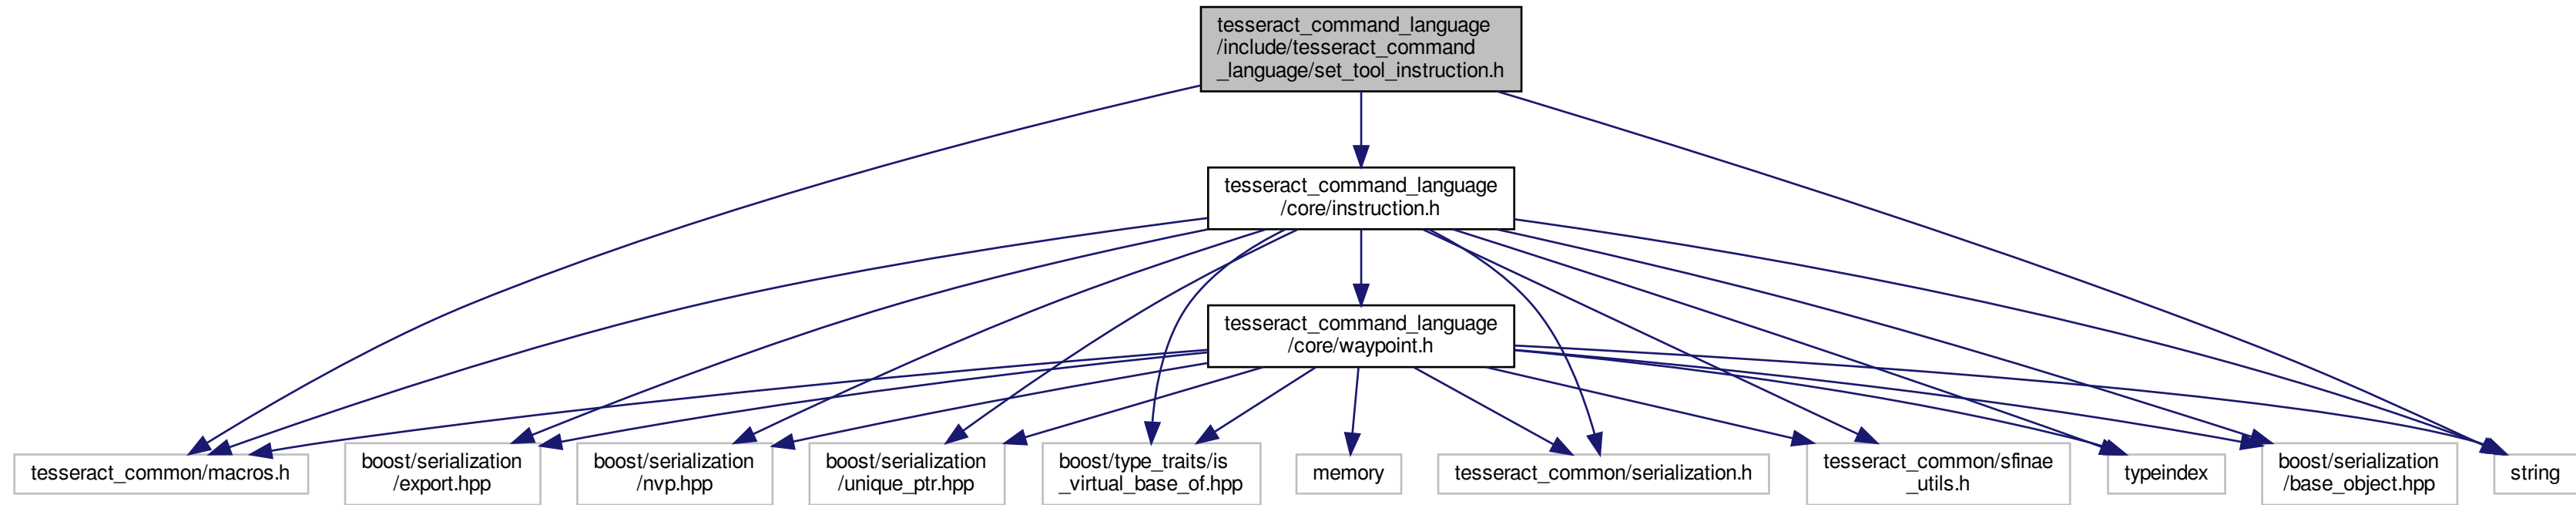 tesseract_command_language
/include/tesseract_command
_language/set_tool_instruction.h
tesseract_command_language
/core/instruction.h
tesseract_command_language
/core/waypoint.h
tesseract_common/macros.h
boost/serialization
/export.hpp
boost/serialization
/nvp.hpp
boost/serialization
/unique_ptr.hpp
boost/type_traits/is
_virtual_base_of.hpp
memory
tesseract_common/serialization.h
tesseract_common/sfinae
_utils.h
typeindex
boost/serialization
/base_object.hpp
string